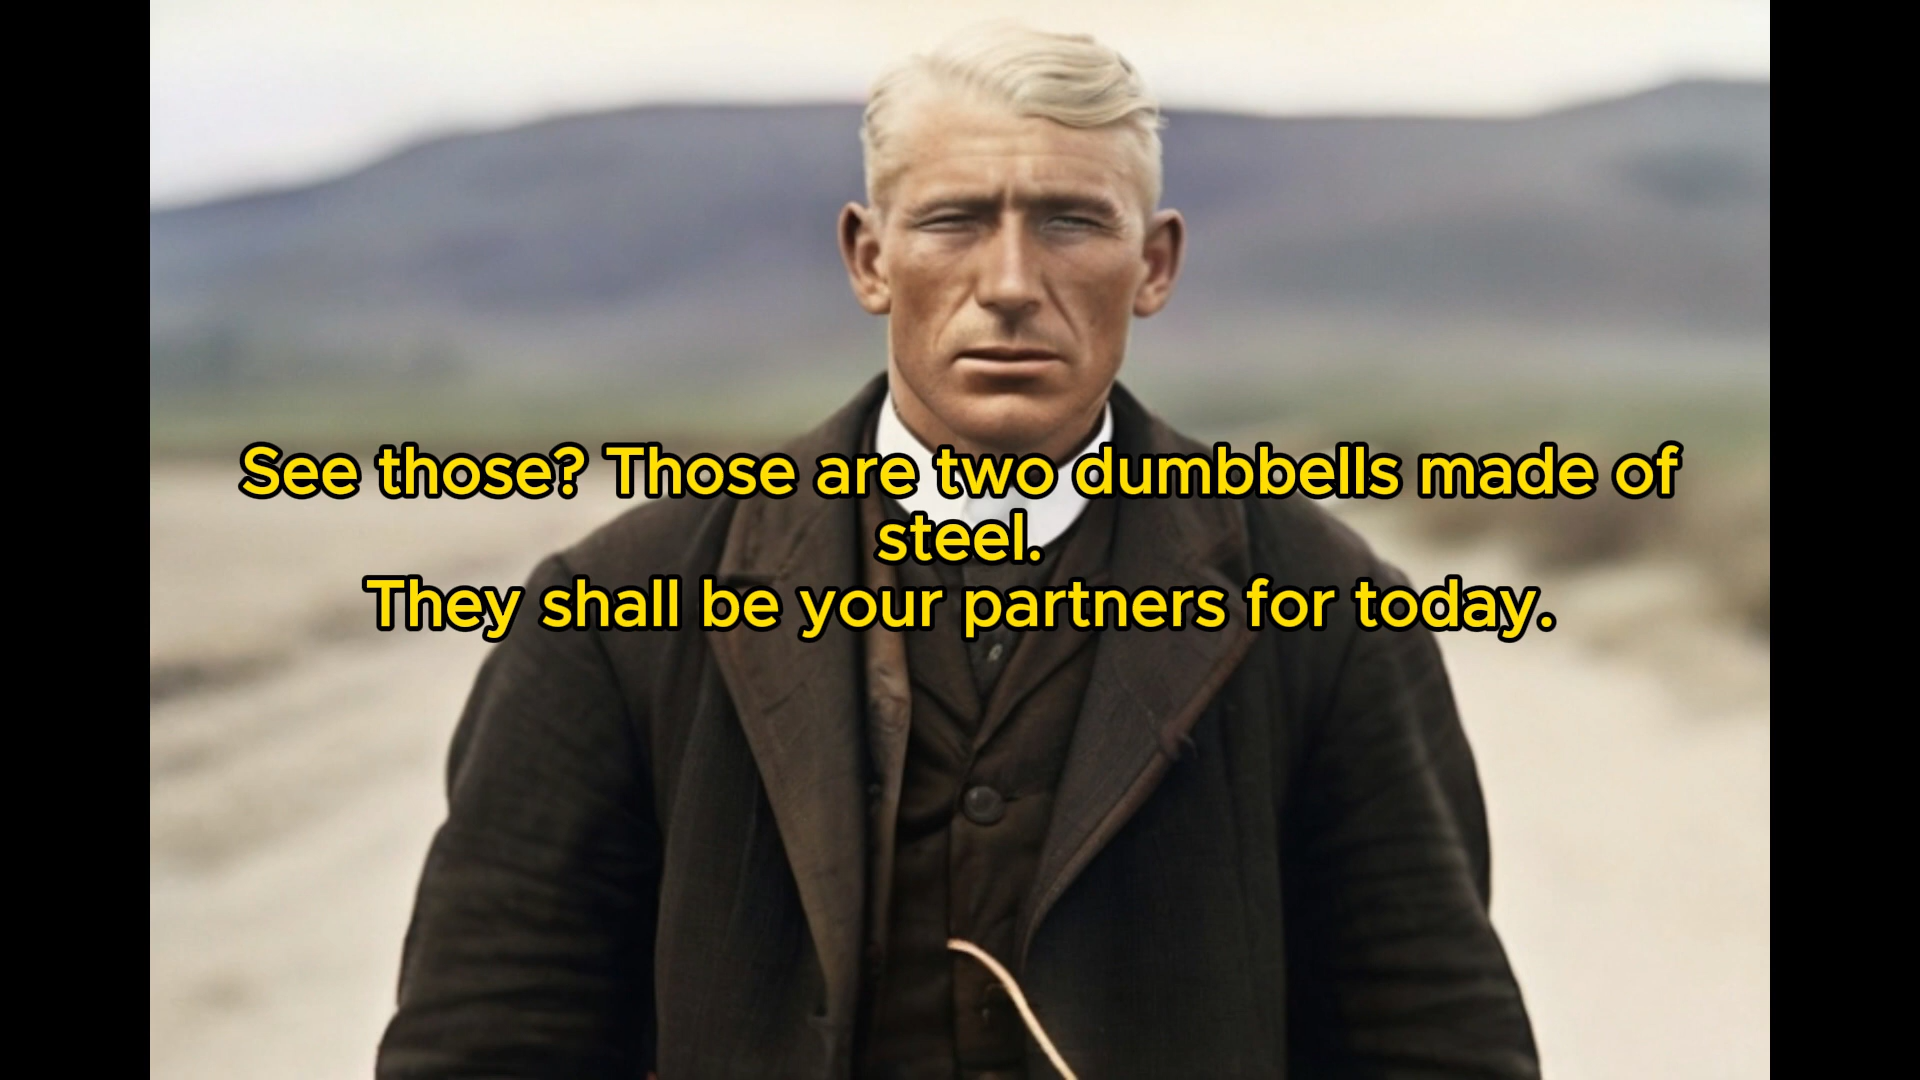 See those? Those are two dumbbells made of
steel.
They shall be your partners for today.